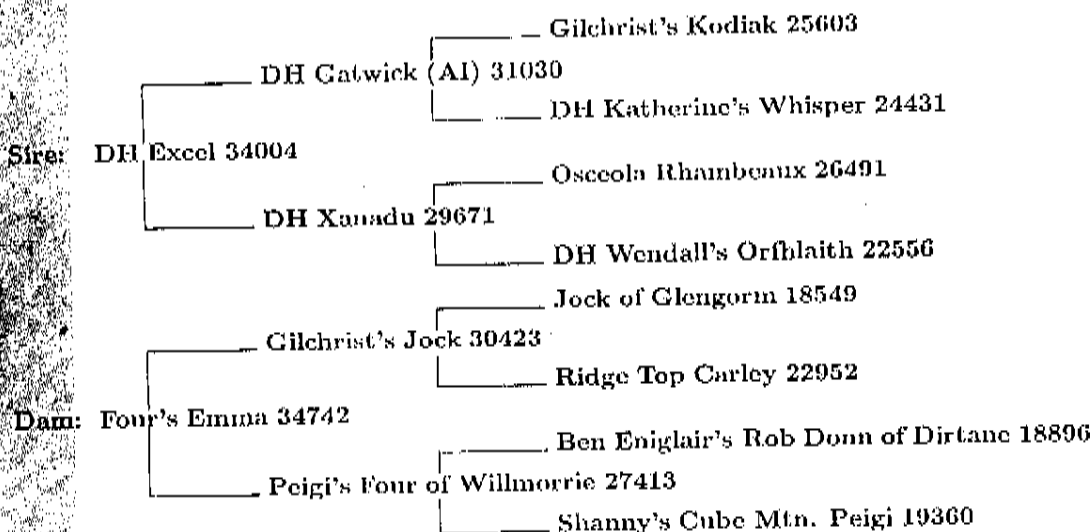 Gilchrist's Kodiak 25603
DH Gatwick (AI) 31030
DH Katherine's Whisper 24431
Sire: DH Excel 34004
Osceola Rhambeaux 26491
DH Xanadu 29671
DH Wendall's Orfhlaith 22556
Jock of Glengorm 18549
Gilchrist's Jock 30423
Ridge Top Carley 22952
Dam: Four's Emma 34742
Ben Eniglair's Rob Donn of Dirtane 18896
Peigi's Four of Willmorrie 27413
Shanny's Cube Mtn. Peigi 19360